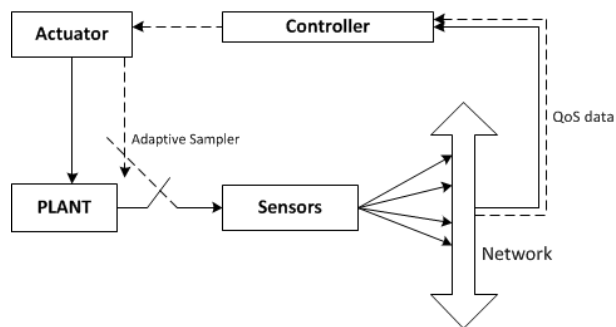 Actuator
Controller
QoS data
Adaptive Sampler
PLANT
Sensors
Network